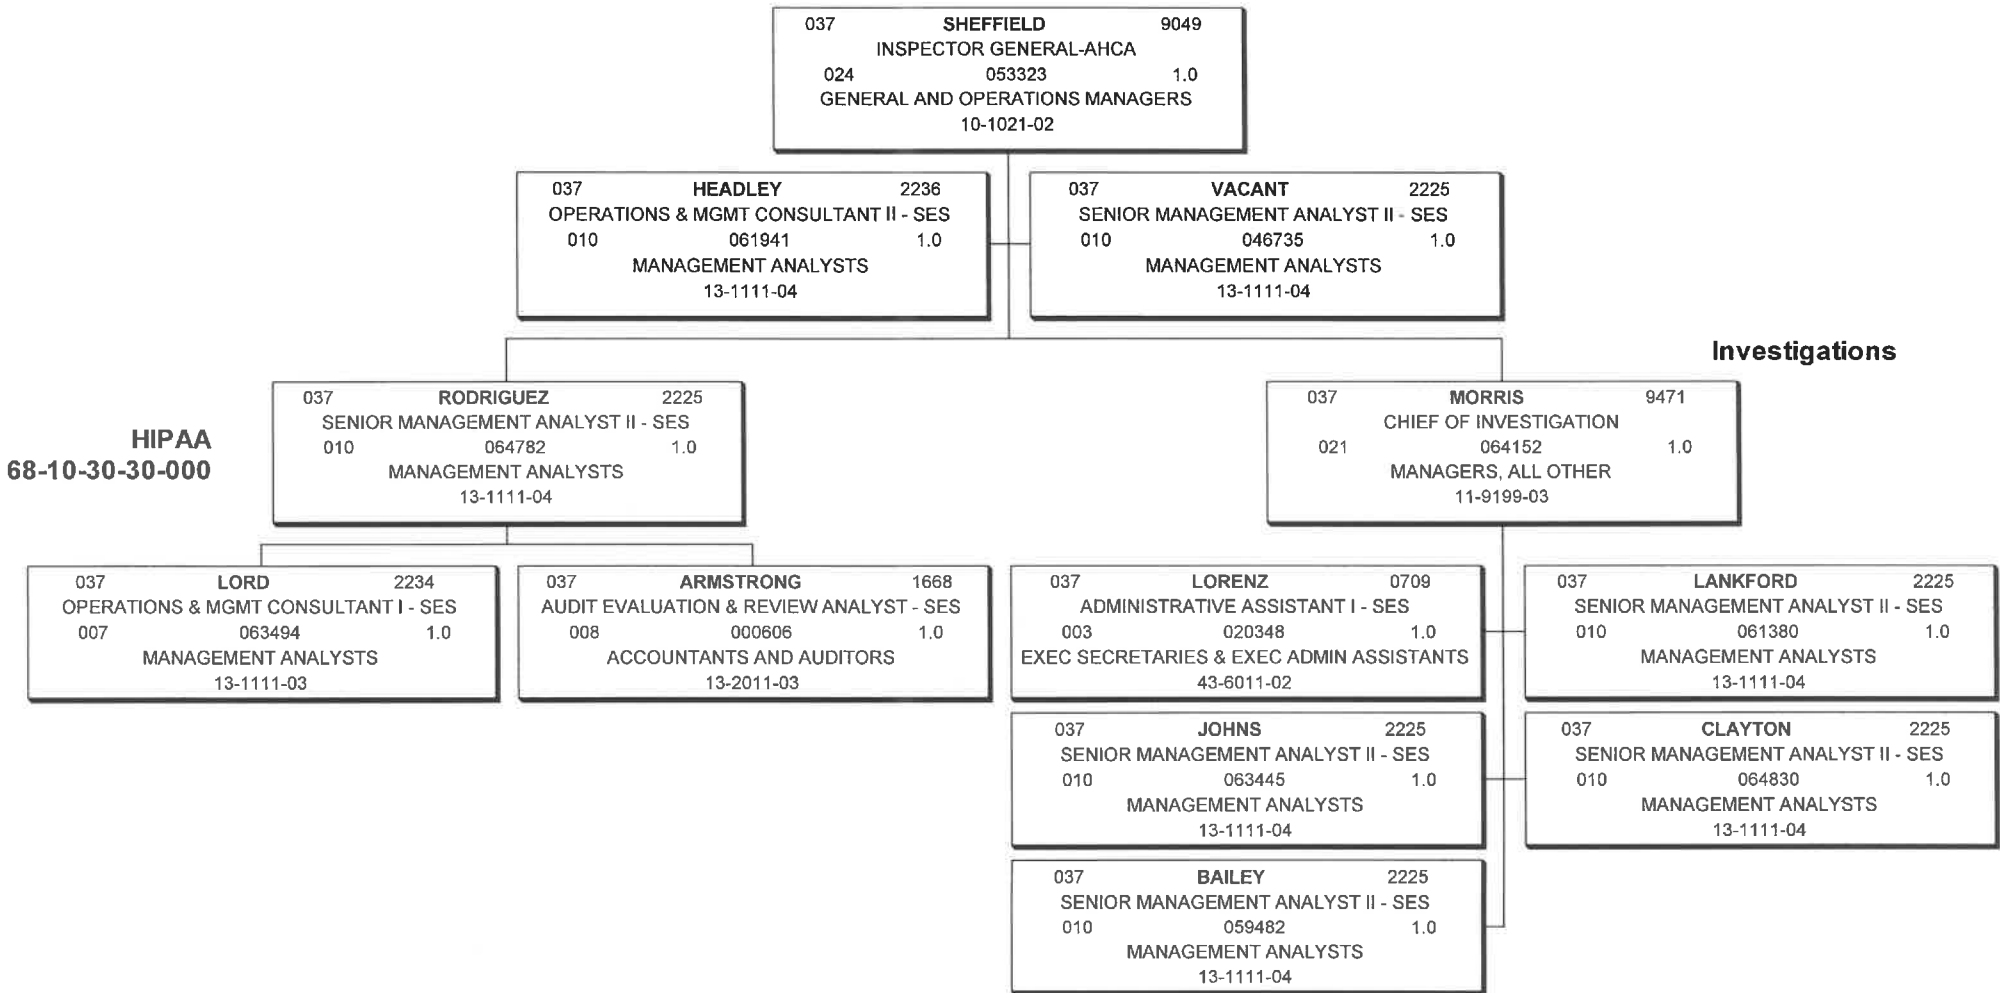 037 SHEFFIELD 9049
INSPECTOR GENERAL-AHCA
024 053323 1.0
GENERAL AND OPERATIONS MANAGERS
10-1021-02
037 HEADLEY 2236
OPERATIONS & MGMT CONSULTANT II - SES
010 061941 1.0
MANAGEMENT ANALYSTS
13-1111-04
037 VACANT 2225
SENIOR MANAGEMENT ANALYST II - SES
010 046735 1.0
MANAGEMENT ANALYSTS
13-1111-04
HIPAA
68-10-30-30-000
037 RODRIGUEZ 2225
SENIOR MANAGEMENT ANALYST II - SES
010 064782 1.0
MANAGEMENT ANALYSTS
13-1111-04
Investigations
037 MORRIS 9471
CHIEF OF INVESTIGATION
021 064152 1.0
MANAGERS, ALL OTHER
11-9199-03
037 LORD 2234
OPERATIONS & MGMT CONSULTANT I - SES
007 063494 1.0
MANAGEMENT ANALYSTS
13-1111-03
037 ARMSTRONG 1668
AUDIT EVALUATION & REVIEW ANALYST - SES
008 000606 1.0
ACCOUNTANTS AND AUDITORS
13-2011-03
037 LORENZ 0709
ADMINISTRATIVE ASSISTANT I - SES
003 020348 1.0
EXEC SECRETARIES & EXEC ADMIN ASSISTANTS
43-6011-02
037 LANKFORD 2225
SENIOR MANAGEMENT ANALYST II - SES
010 061380 1.0
MANAGEMENT ANALYSTS
13-1111-04
037 JOHNS 2225
SENIOR MANAGEMENT ANALYST II - SES
010 063445 1.0
MANAGEMENT ANALYSTS
13-1111-04
037 CLAYTON 2225
SENIOR MANAGEMENT ANALYST II - SES
010 064830 1.0
MANAGEMENT ANALYSTS
13-1111-04
037 BAILEY 2225
SENIOR MANAGEMENT ANALYST II - SES
010 059482 1.0
MANAGEMENT ANALYSTS
13-1111-04